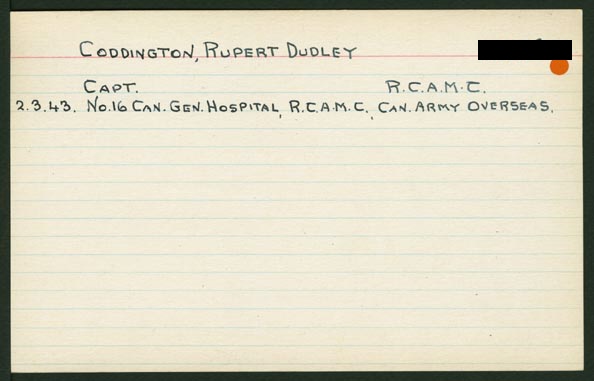 CODDINGTON, RUPERT DUDLEY
CAPT. R.C.A.M.C.
2.3.43. NO.16 CAN. GEN. HOSPITAL, R.C.A.M.C., CAN. ARMY OVERSEAS.